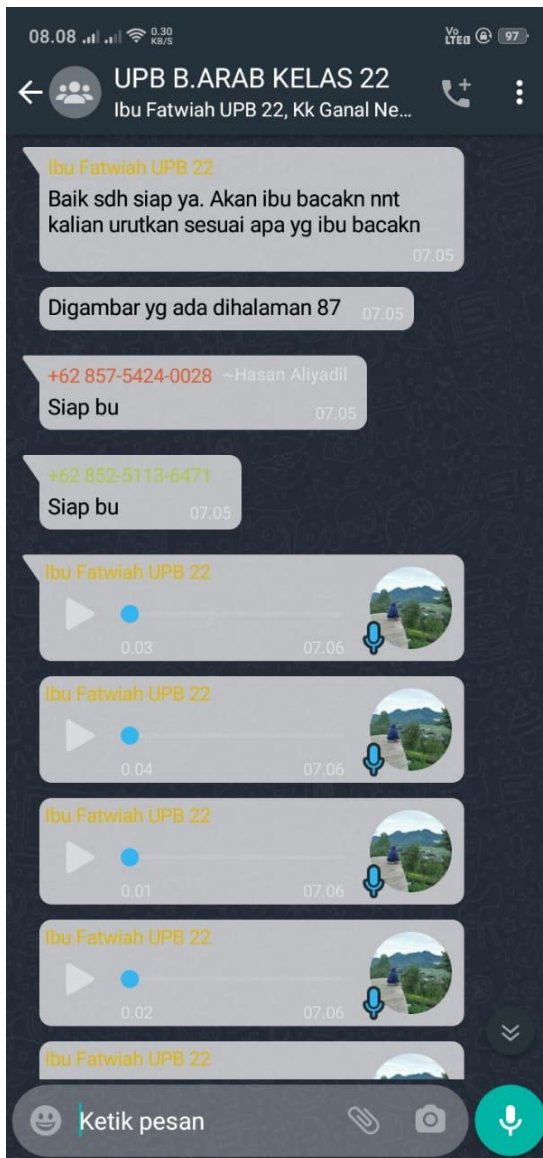 08.08 0.30 KB/S Vo LTE 97
UPB B.ARAB KELAS 22
Ibu Fatwiah UPB 22, Kk Ganal Ne...
Ibu Fatwiah UPB 22
Baik sdh siap ya. Akan ibu bacakn nnt
kalian urutkan sesuai apa yg ibu bacakn
07.05
Digambar yg ada dihalaman 87 07.05
+62 857-5424-0028 ~Hasan Aliyadil
Siap bu 07.05
+62 852-5113-6471
Siap bu 07.05
Ibu Fatwiah UPB 22
0.03 07.06
Ibu Fatwiah UPB 22
0.04 07.06
Ibu Fatwiah UPB 22
0.01 07.06
Ibu Fatwiah UPB 22
0.02 07.06
Ibu Fatwiah UPB 22
Ketik pesan